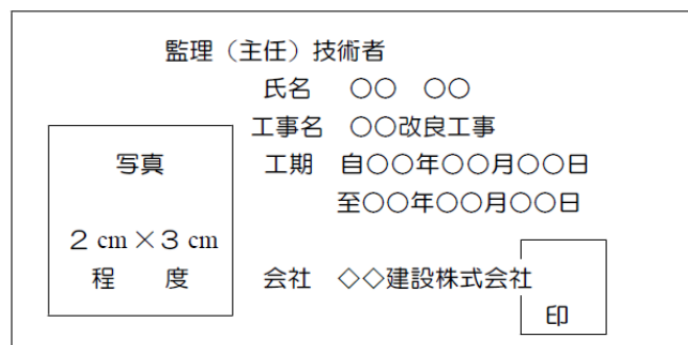 監理（主任）技術者
氏名　○○　○○
工事名　○○改良工事
工期　自○○年○○月○○日
至○○年○○月○○日
会社　◇◇建設株式会社
印
写真
２cm×３cm
程　度